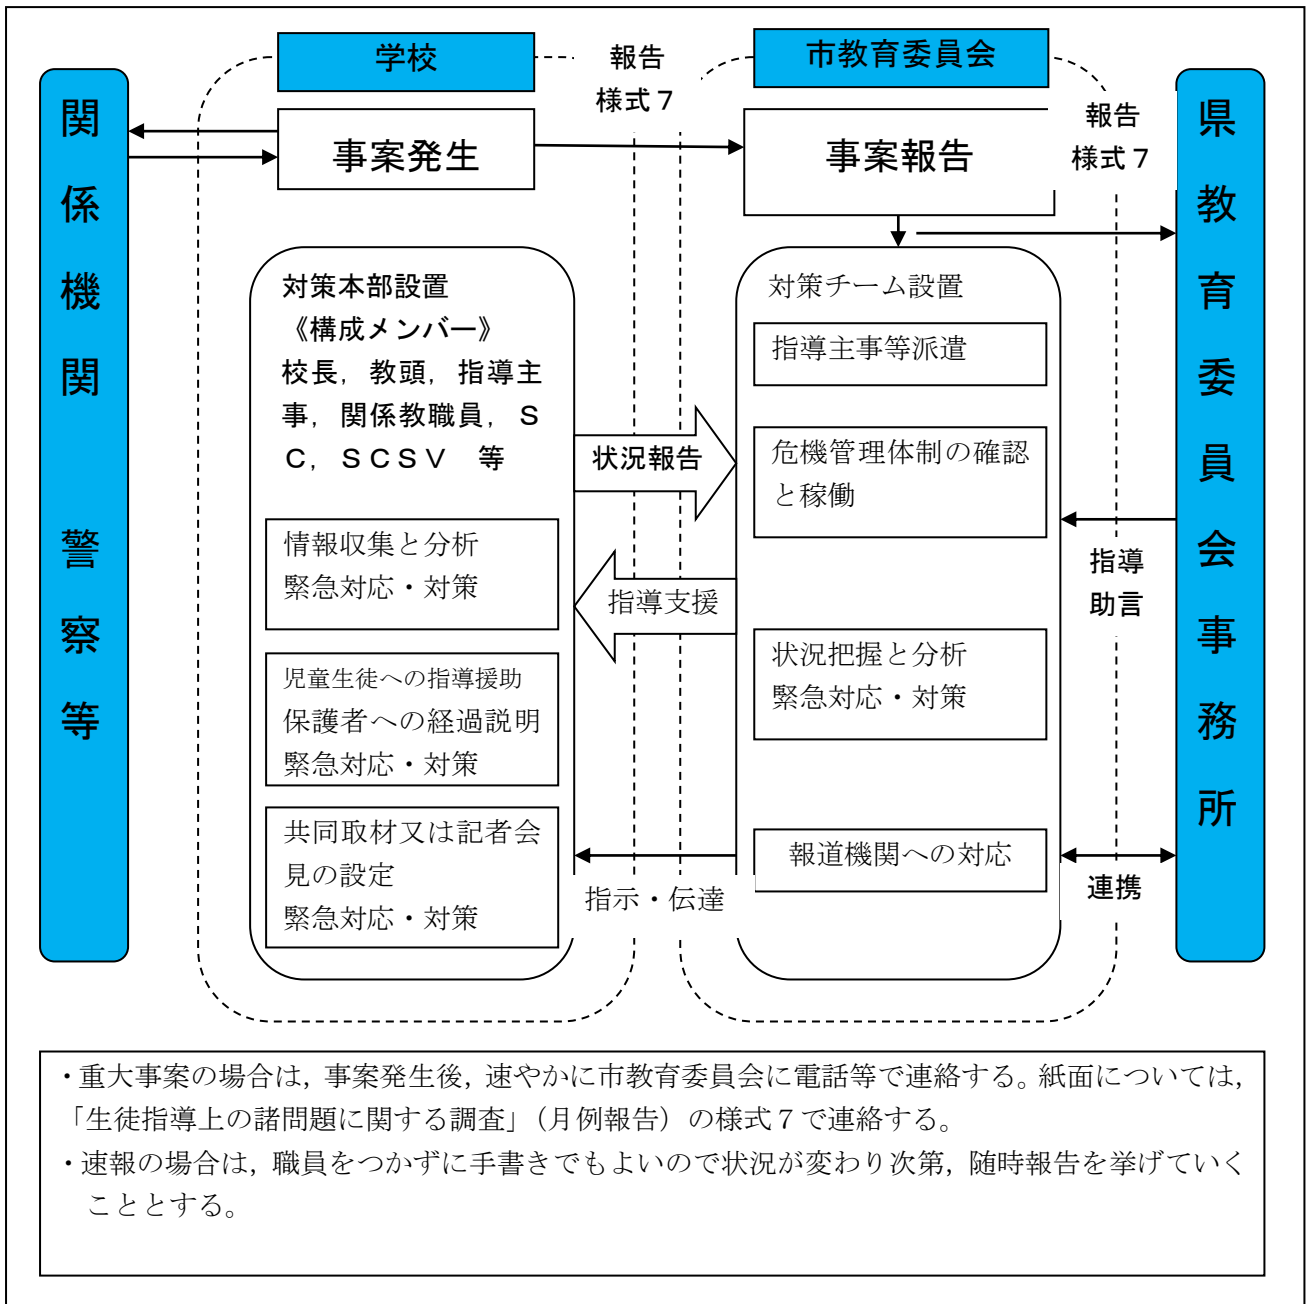 学校
報告
様式７
市教育委員会
報告
様式７
関係機関　警察等
事案発生
事案報告
県教育委員会事務所
対策本部設置
《構成メンバー》
校長，教頭，指導主
事，関係教職員，Ｓ
Ｃ，ＳＣＳＶ　等
情報収集と分析
緊急対応・対策
児童生徒への指導援助
保護者への経過説明
緊急対応・対策
共同取材又は記者会
見の設定
緊急対応・対策
状況報告
指導支援
指示・伝達
対策チーム設置
指導主事等派遣
危機管理体制の確認
と稼働
状況把握と分析
緊急対応・対策
報道機関への対応
指導
助言
連携
・重大事案の場合は，事案発生後，速やかに市教育委員会に電話等で連絡する。紙面については，
「生徒指導上の諸問題に関する調査」（月例報告）の様式７で連絡する。
・速報の場合は，職員をつかずに手書きでもよいので状況が変わり次第，随時報告を挙げていく
こととする。